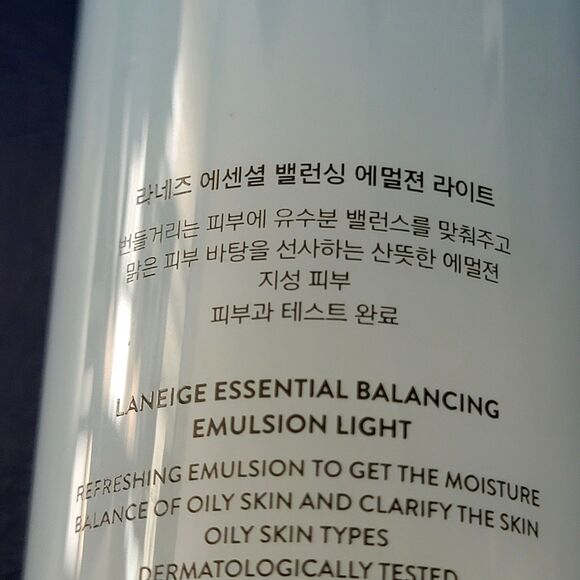 라네즈 에센셜 밸런싱 에멀젼 라이트
번들거리는 피부에 유수분 밸런스를 맞춰주고
맑은 피부 바탕을 선사하는 산뜻한 에멀젼
지성 피부
피부과 테스트 완료
LANEIGE ESSENTIAL BALANCING
EMULSION LIGHT
REFRESHING EMULSION TO GET THE MOISTURE
BALANCE OF OILY SKIN AND CLARIFY THE SKIN
OILY SKIN TYPES
DERMATOLOGICALLY TESTED